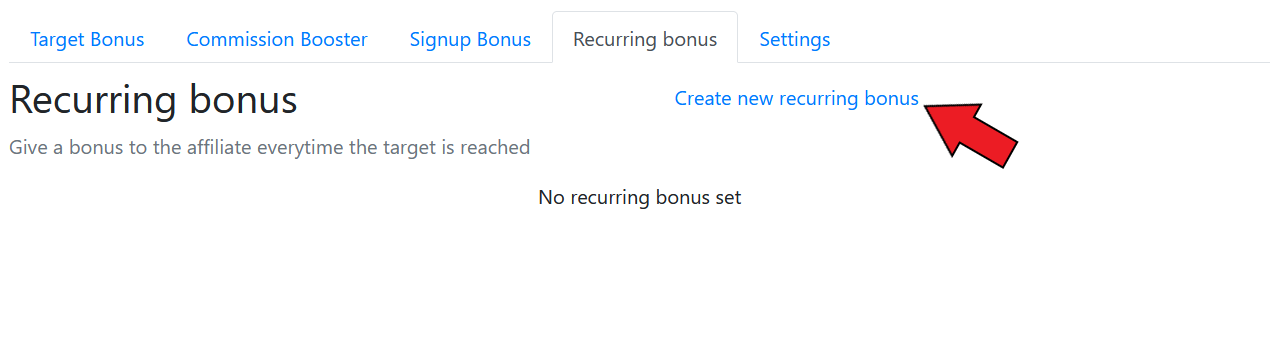 Target Bonus Commission Booster Signup Bonus Recurring bonus Settings
Recurring bonus Create new recurring bonus
Give a bonus to the affiliate everytime the target is reached
No recurring bonus set